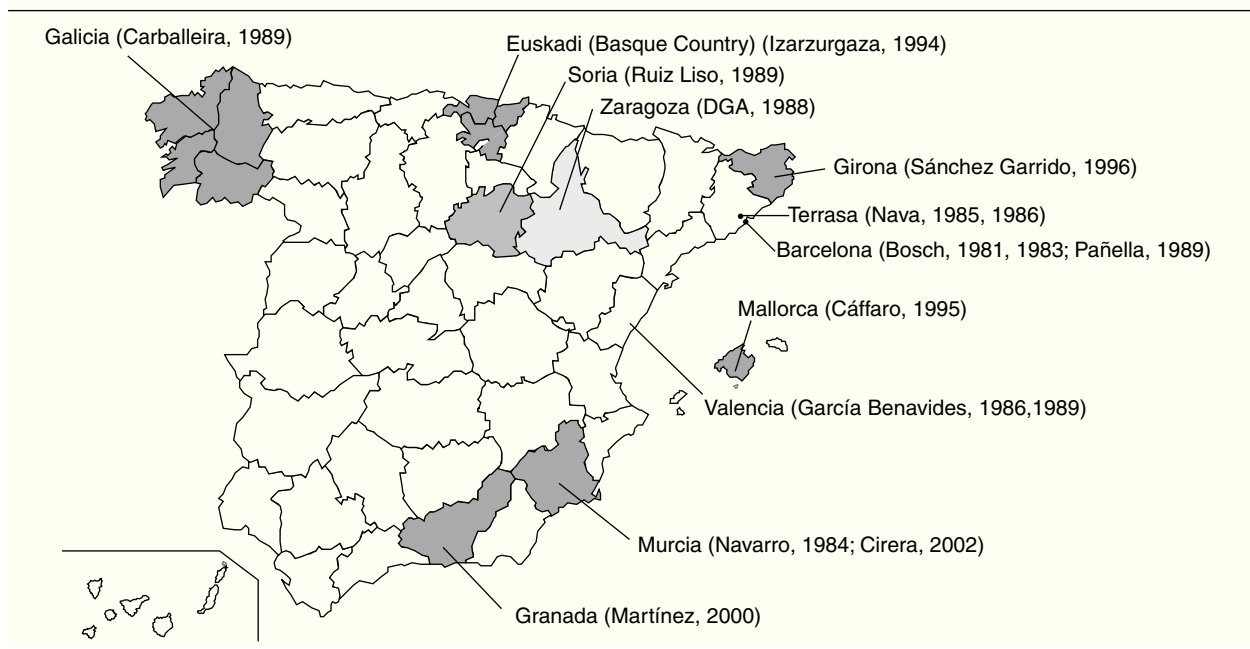 Galicia (Carballeira, 1989)
Euskadi (Basque Country) (Izarzurgaza, 1994)
Soria (Ruiz Liso, 1989)
Zaragoza (DGA, 1988)
Girona (Sánchez Garrido, 1996)
Terrasa (Nava, 1985, 1986)
Barcelona (Bosch, 1981, 1983; Pañella, 1989)
Mallorca (Cáffaro, 1995)
Valencia (García Benavides, 1986,1989)
Murcia (Navarro, 1984; Cirera, 2002)
Granada (Martínez, 2000)